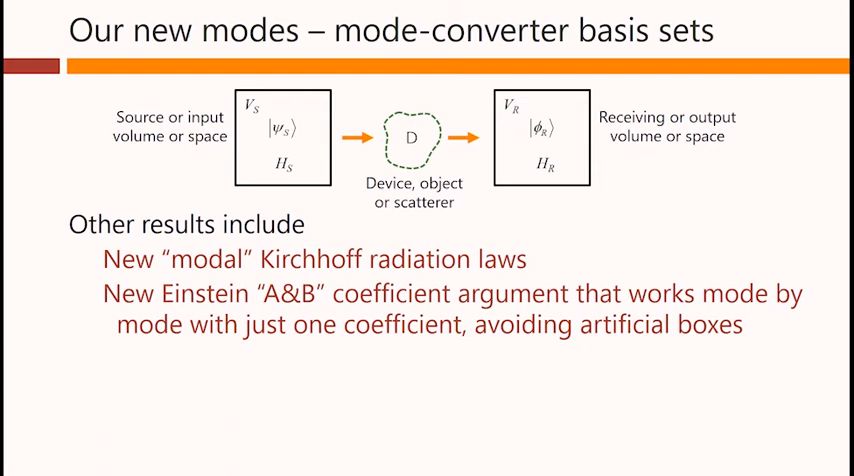 Our new modes – mode-converter basis sets
Source or input
volume or space
V_S
|ψ_S⟩
H_S
D
Device, object
or scatterer
V_R
|ϕ_R⟩
H_R
Receiving or output
volume or space
Other results include
New “modal” Kirchhoff radiation laws
New Einstein “A&B” coefficient argument that works mode by
mode with just one coefficient, avoiding artificial boxes